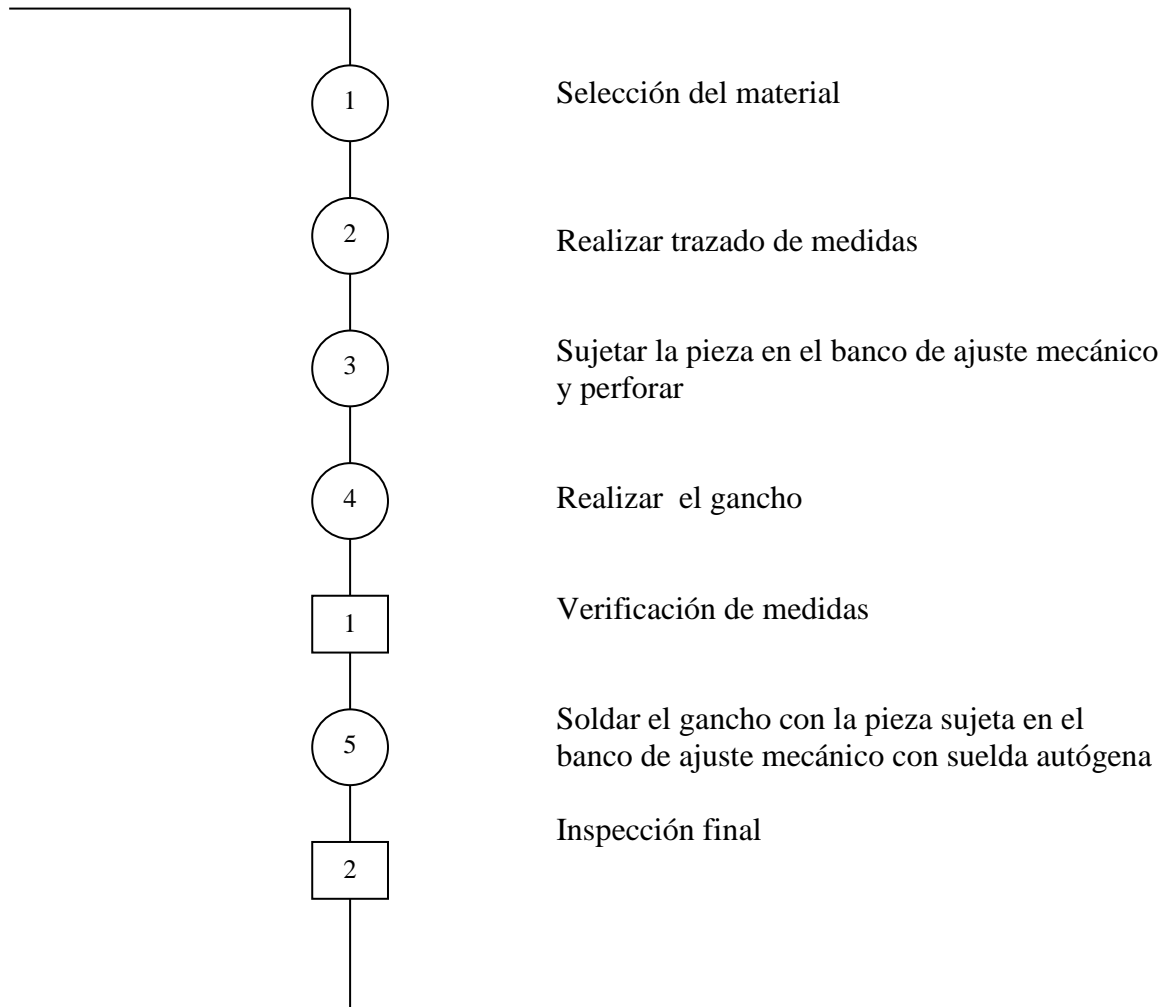 1 Selección del material
2 Realizar trazado de medidas
3 Sujetar la pieza en el banco de ajuste mecánico
y perforar
4 Realizar el gancho
1 Verificación de medidas
5 Soldar el gancho con la pieza sujeta en el
banco de ajuste mecánico con suelda autógena
2 Inspección final